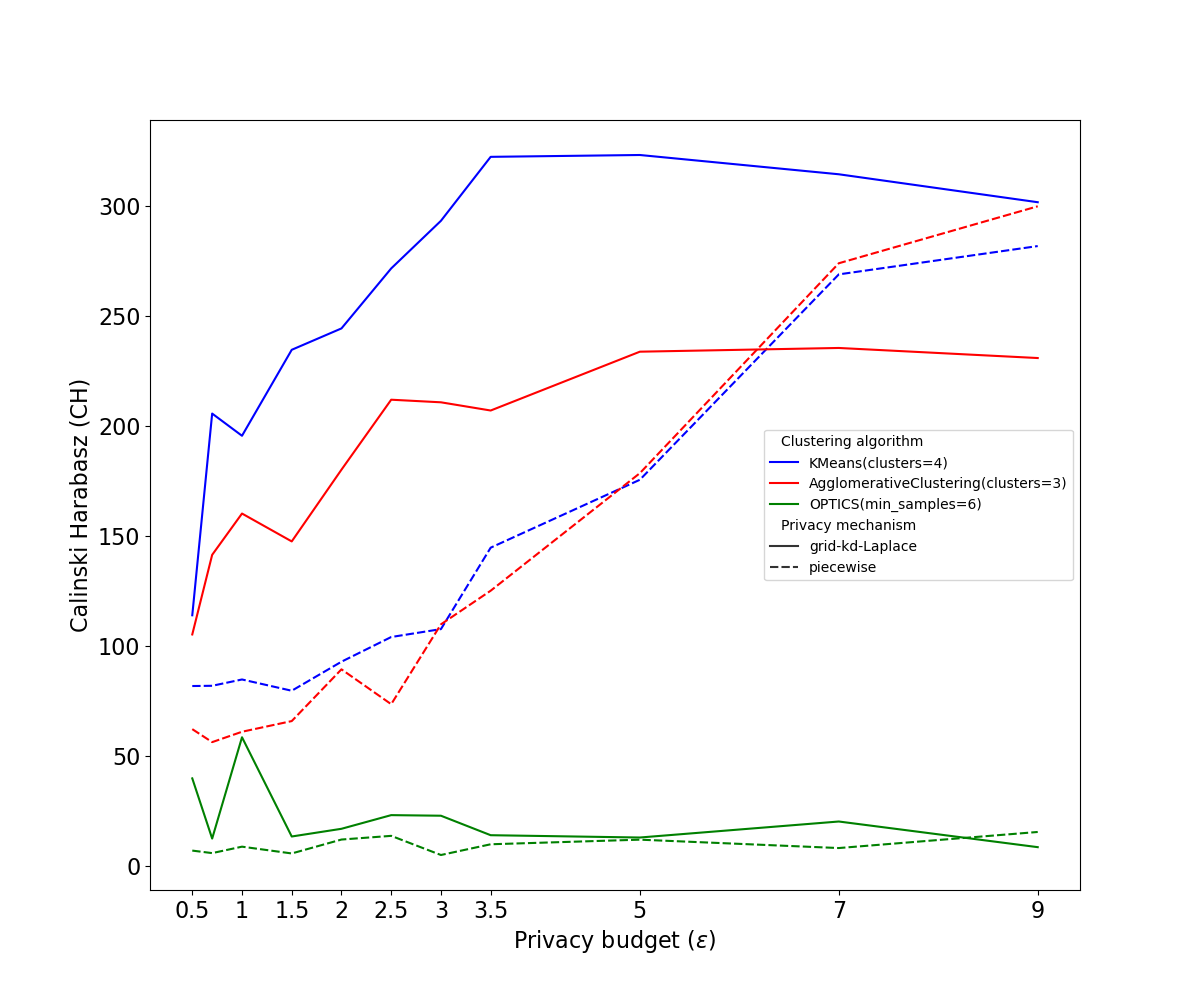 300
250
200
150
100
50
0
Calinski Harabasz (CH)
Clustering algorithm
KMeans(clusters=4)
AgglomerativeClustering(clusters=3)
OPTICS(min_samples=6)
Privacy mechanism
grid-kd-Laplace
piecewise
0.5 1 1.5 2 2.5 3 3.5 5 7 9
Privacy budget (ε)